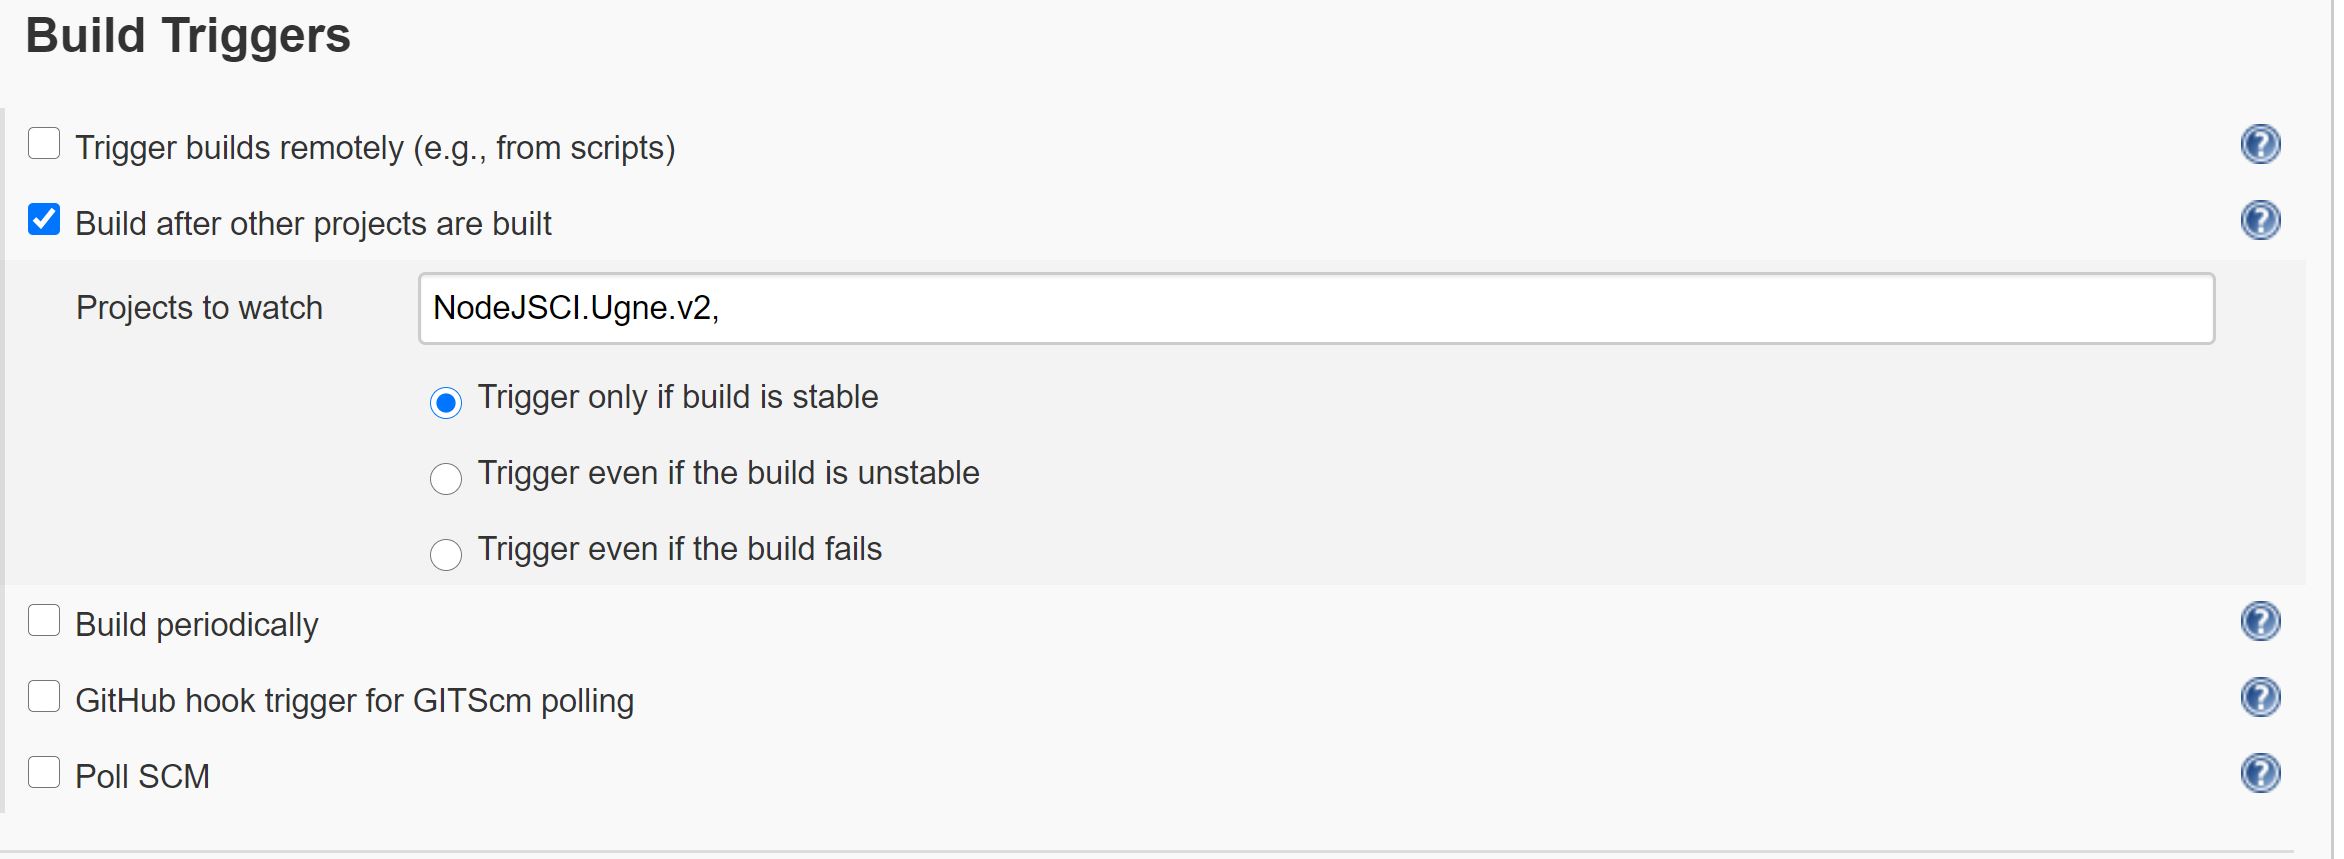 Build Triggers
Trigger builds remotely (e.g., from scripts)
Build after other projects are built
Projects to watch NodeJSCI.Ugne.v2,
Trigger only if build is stable
Trigger even if the build is unstable
Trigger even if the build fails
Build periodically
GitHub hook trigger for GITScm polling
Poll SCM